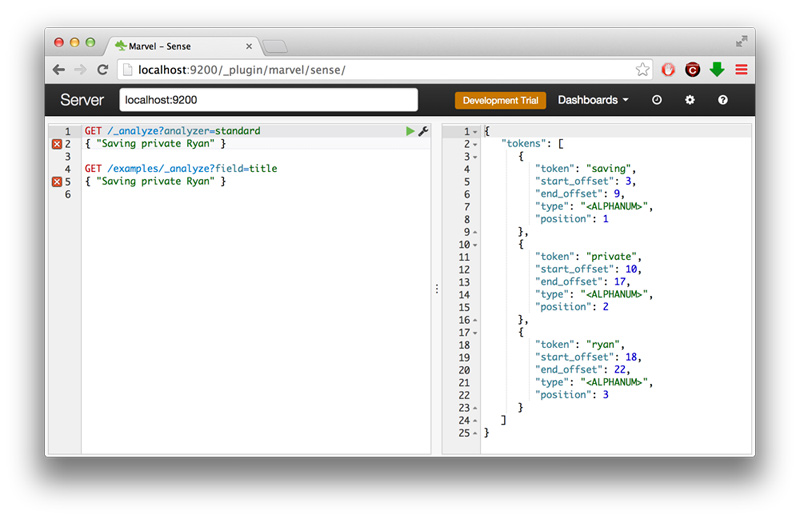 Marvel – Sense
localhost:9200/_plugin/marvel/sense/
C
Server
localhost:9200
Development Trial
Dashboards
1 GET /_analyze?analyzer=standard
2 { "Saving private Ryan" }
3
4 GET /examples/_analyze?field=title
5 { "Saving private Ryan" }
6
1 {
2 "tokens": [
3 {
4 "token": "saving",
5 "start_offset": 3,
6 "end_offset": 9,
7 "type": "<ALPHANUM>",
8 "position": 1
9 },
10 {
11 "token": "private",
12 "start_offset": 10,
13 "end_offset": 17,
14 "type": "<ALPHANUM>",
15 "position": 2
16 },
17 {
18 "token": "ryan",
19 "start_offset": 18,
20 "end_offset": 22,
21 "type": "<ALPHANUM>",
22 "position": 3
23 }
24 ]
25 }